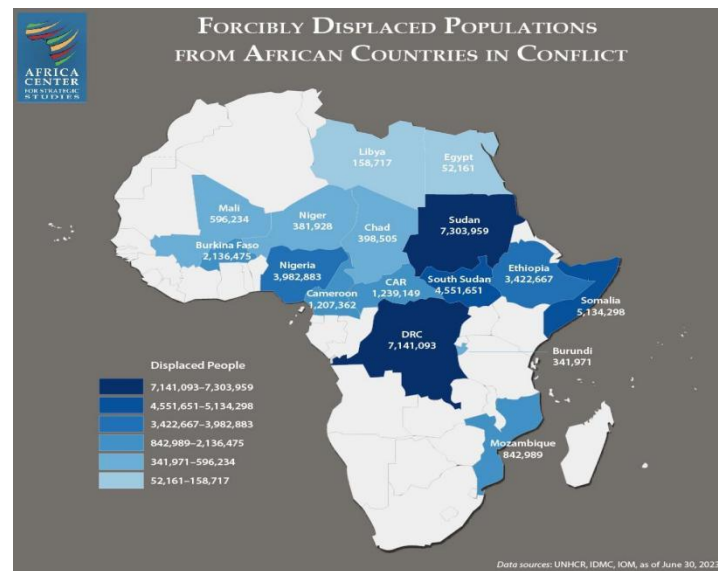 AFRICA
CENTER
FOR STRATEGIC
STUDIES
FORCIBLY DISPLACED POPULATIONS
FROM AFRICAN COUNTRIES IN CONFLICT
Libya
158,717
Egypt
52,161
Mali
596,234
Niger
381,928
Chad
398,505
Sudan
7,303,959
Burkina Faso
2,136,475
Nigeria
3,982,883
Cameroon
1,207,362
CAR
1,239,149
South Sudan
4,551,651
Ethiopia
3,422,667
Somalia
5,134,298
DRC
7,141,093
Burundi
341,971
Mozambique
842,989
Displaced People
7,141,093–7,303,959
4,551,651–5,134,298
3,422,667–3,982,883
842,989–2,136,475
341,971–596,234
52,161–158,717
Data sources: UNHCR, IDMC, IOM, as of June 30, 2023